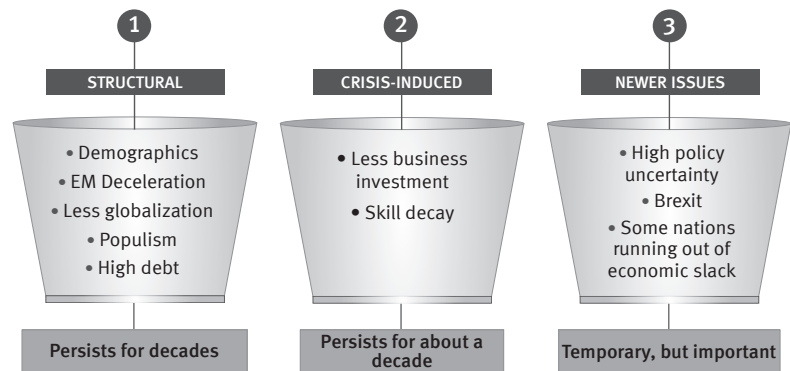 1
STRUCTURAL
• Demographics
• EM Deceleration
• Less globalization
• Populism
• High debt
Persists for decades
2
CRISIS-INDUCED
• Less business
investment
• Skill decay
Persists for about a
decade
3
NEWER ISSUES
• High policy
uncertainty
• Brexit
• Some nations
running out of
economic slack
Temporary, but important